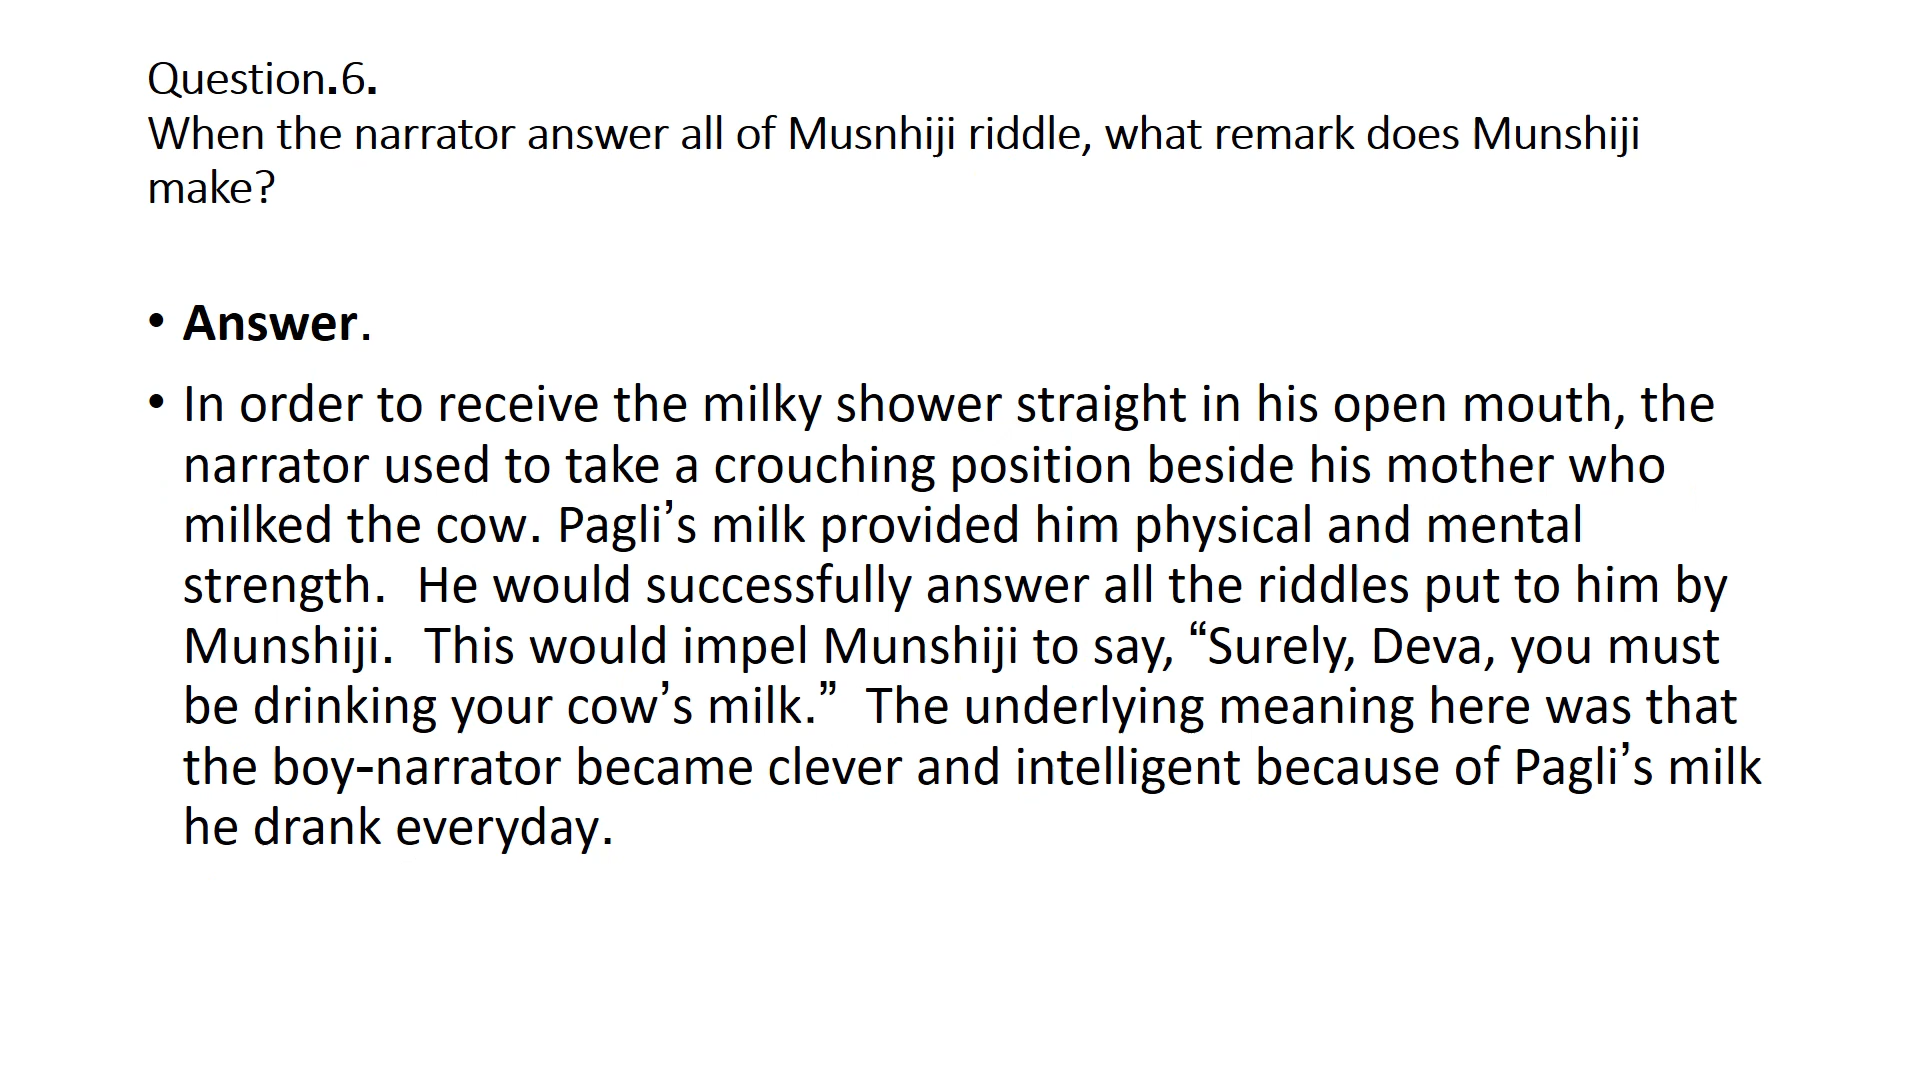 Question.6.
When the narrator answer all of Musnhiji riddle, what remark does Munshiji
make?
• Answer.
• In order to receive the milky shower straight in his open mouth, the
narrator used to take a crouching position beside his mother who
milked the cow. Pagli’s milk provided him physical and mental
strength.  He would successfully answer all the riddles put to him by
Munshiji.  This would impel Munshiji to say, “Surely, Deva, you must
be drinking your cow’s milk.”  The underlying meaning here was that
the boy-narrator became clever and intelligent because of Pagli’s milk
he drank everyday.